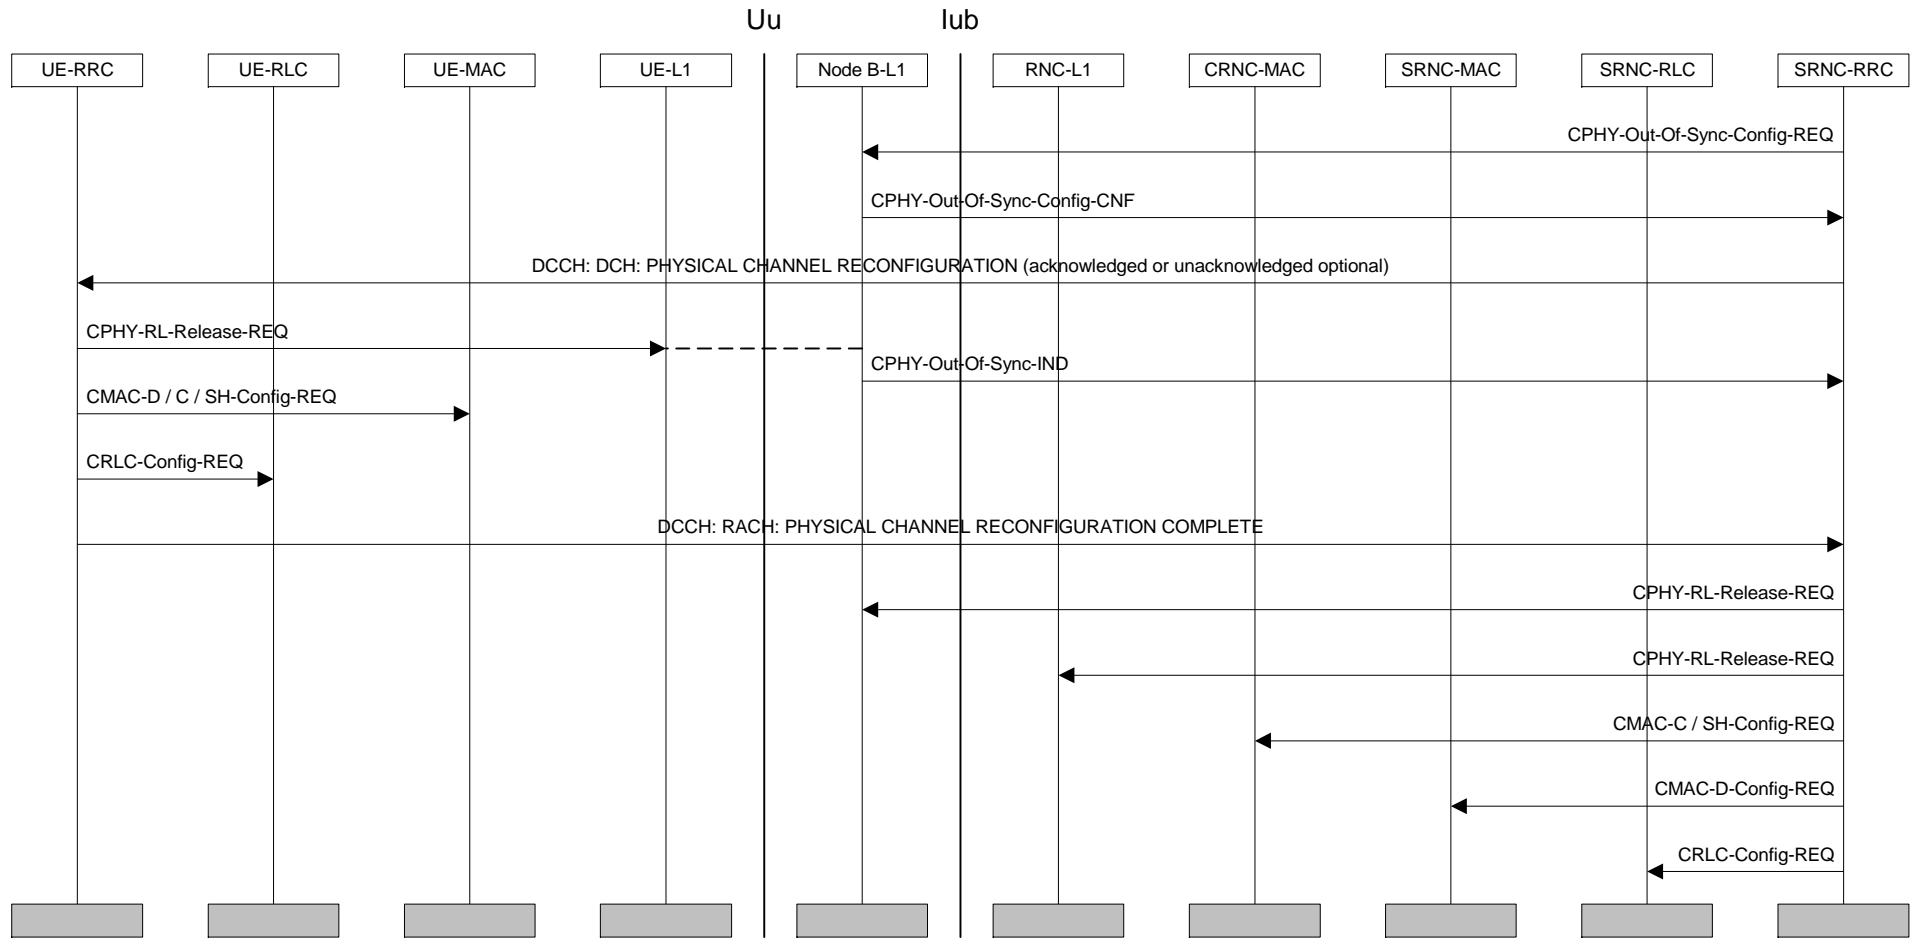 Uu
Iub
UE-RRC
UE-RLC
UE-MAC
UE-L1
Node B-L1
RNC-L1
CRNC-MAC
SRNC-MAC
SRNC-RLC
SRNC-RRC
CPHY-Out-Of-Sync-Config-REQ
CPHY-Out-Of-Sync-Config-CNF
DCCH: DCH: PHYSICAL CHANNEL RECONFIGURATION (acknowledged or unacknowledged optional)
CPHY-RL-Release-REQ
CPHY-Out-Of-Sync-IND
CMAC-D / C / SH-Config-REQ
CRLC-Config-REQ
DCCH: RACH: PHYSICAL CHANNEL RECONFIGURATION COMPLETE
CPHY-RL-Release-REQ
CPHY-RL-Release-REQ
CMAC-C / SH-Config-REQ
CMAC-D-Config-REQ
CRLC-Config-REQ